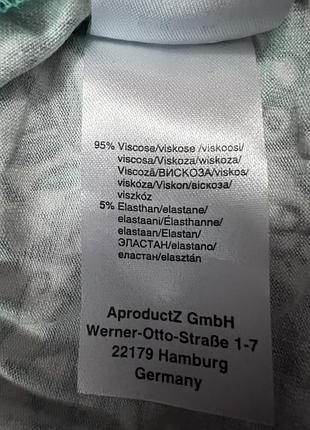 95% Viscose/viskose /viskoosi/
viscosa/Viskoza/wiskoza/
Viscoză/ВИСКОЗА/viskos/
viskóza/Viskon/віскоза/
viszkóz
5% Elasthan/elastane/
elastaani/Élasthanne/
elastaan/Elastan/
ЭЛАСТАН/elastano/
еластан/elasztán
AproductZ GmbH
Werner-Otto-Straße 1-7
22179 Hamburg
Germany